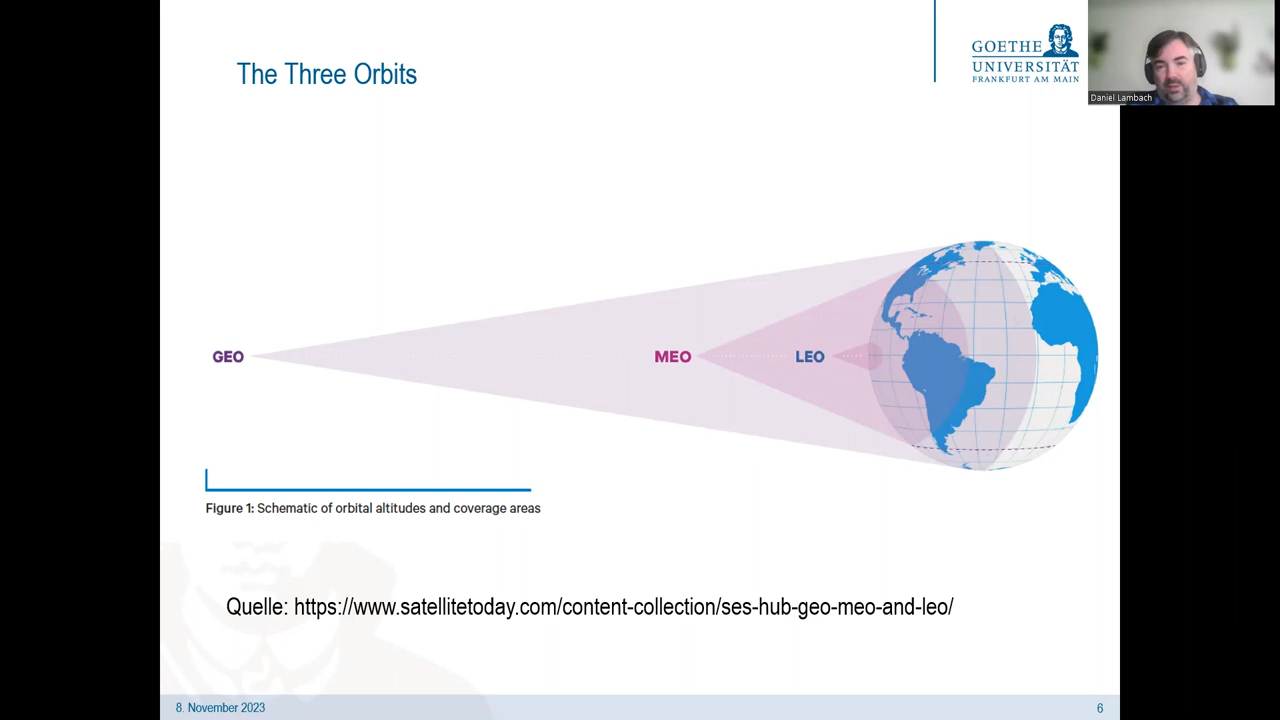 The Three Orbits
GOETHE
UNIVERSITÄT
FRANKFURT AM MAIN
Daniel Lambach
GEO
MEO
LEO
Figure 1: Schematic of orbital altitudes and coverage areas
Quelle: https://www.satellitetoday.com/content-collection/ses-hub-geo-meo-and-leo/
8. November 2023
6